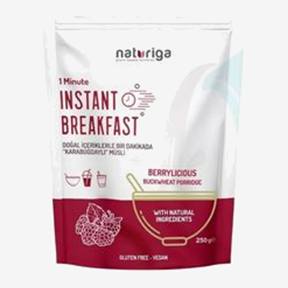 naturiga
1 Minute
INSTANT
BREAKFAST
DOĞAL İÇERİKLERLE BİR DAKİKADA
"KARABUĞDAYLI" MÜSLİ
BERRYLICIOUS
BUCKWHEAT PORRIDGE
WITH NATURAL
INGREDIENTS
250 g
GLUTEN FREE - VEGAN